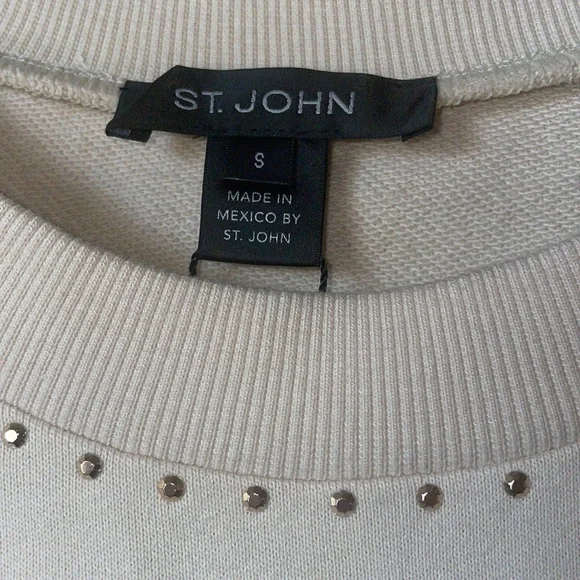 ST. JOHN
S
MADE IN
MEXICO BY
ST. JOHN